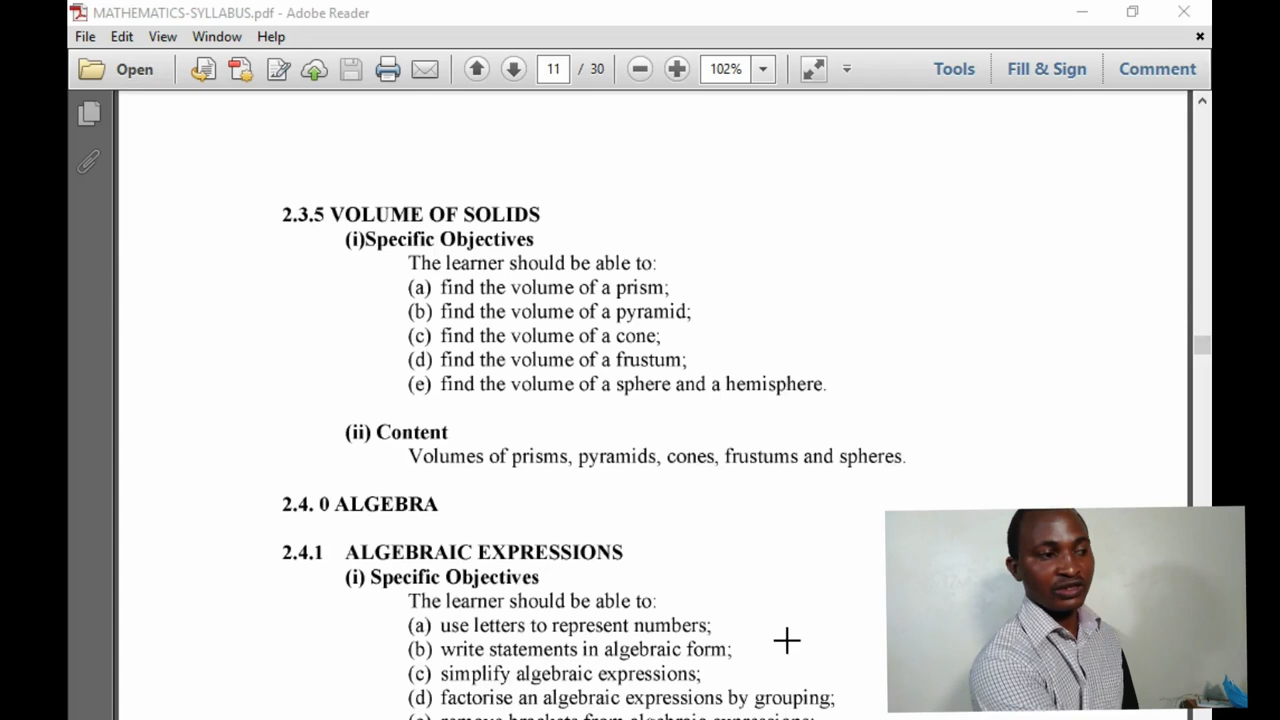 MATHEMATICS-SYLLABUS.pdf - Adobe Reader
File Edit View Window Help
Open 11 / 30 102% Tools Fill & Sign Comment
2.3.5 VOLUME OF SOLIDS
(i)Specific Objectives
The learner should be able to:
(a) find the volume of a prism;
(b) find the volume of a pyramid;
(c) find the volume of a cone;
(d) find the volume of a frustum;
(e) find the volume of a sphere and a hemisphere.
(ii) Content
Volumes of prisms, pyramids, cones, frustums and spheres.
2.4. 0 ALGEBRA
2.4.1 ALGEBRAIC EXPRESSIONS
(i) Specific Objectives
The learner should be able to:
(a) use letters to represent numbers;
(b) write statements in algebraic form;
(c) simplify algebraic expressions;
(d) factorise an algebraic expressions by grouping;
(e) remove brackets from algebraic expressions;